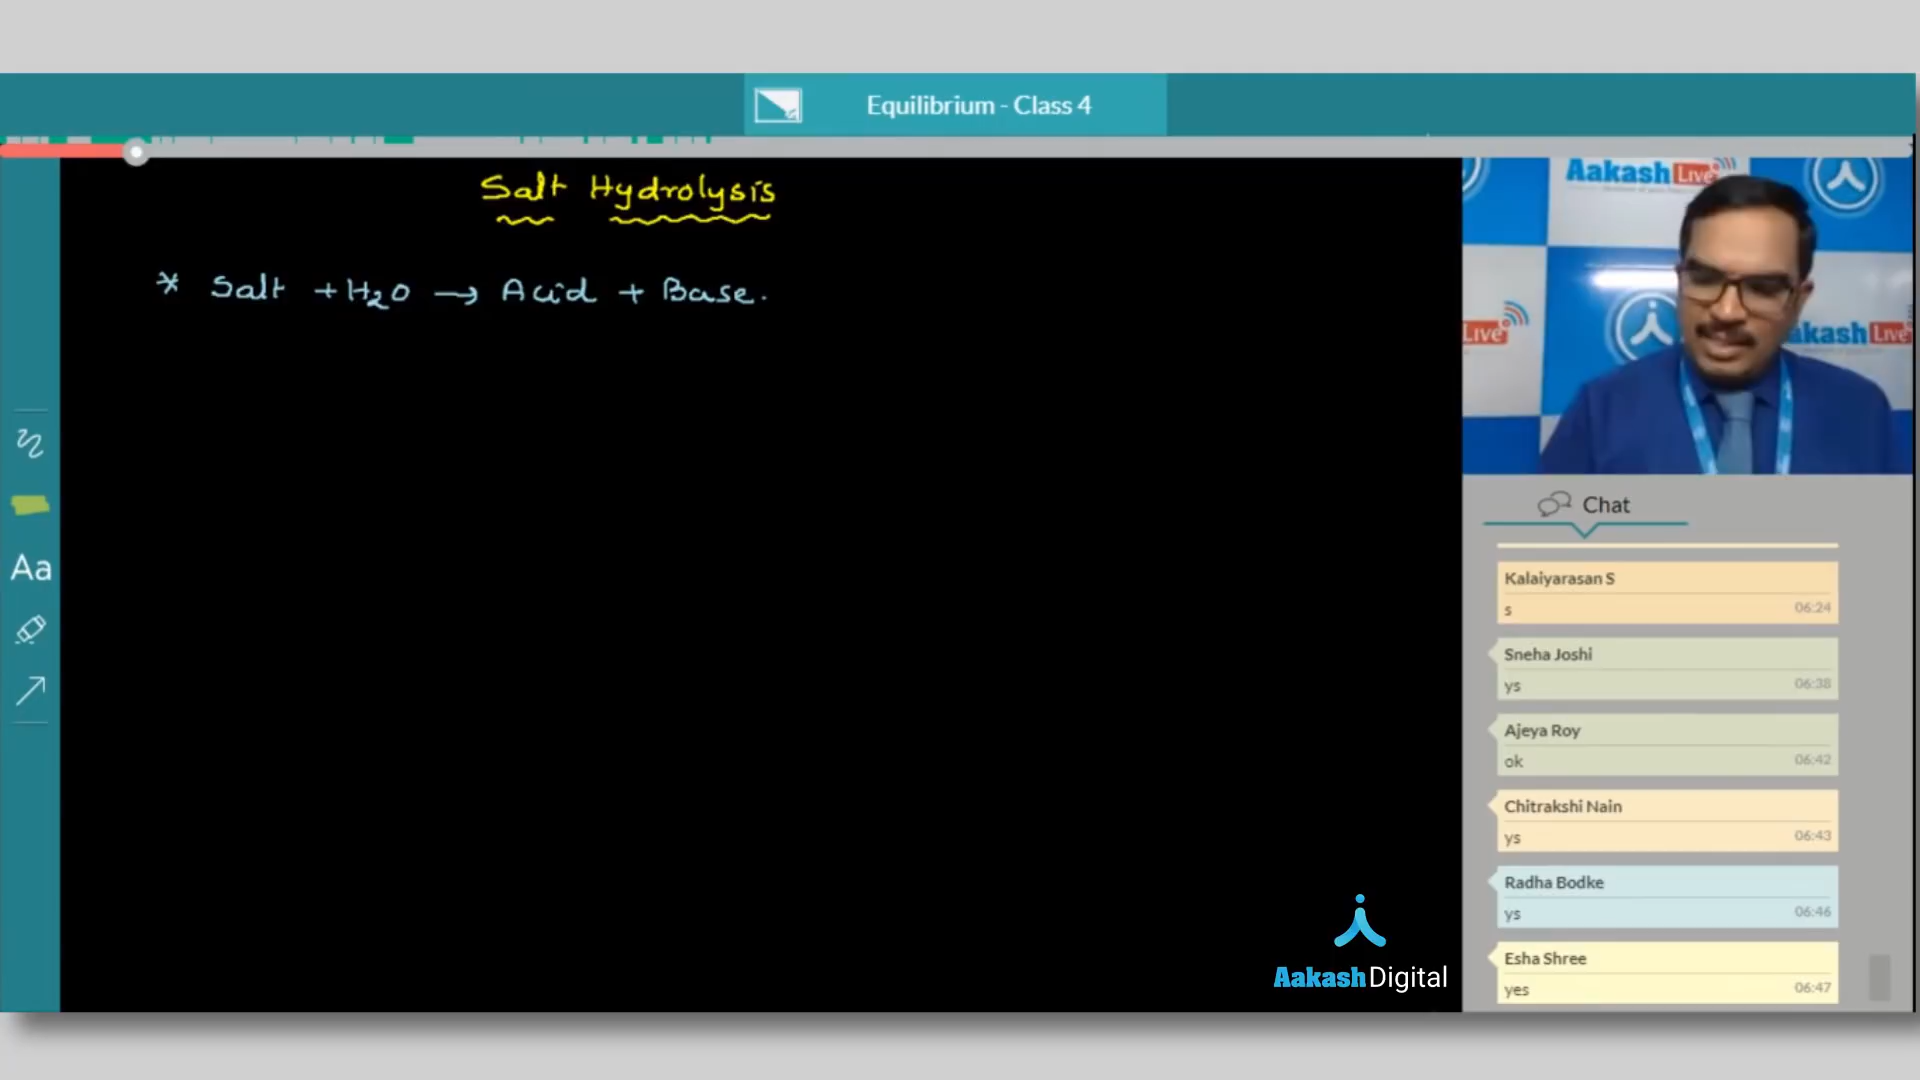 Equilibrium - Class 4
Salt Hydrolysis
* Salt + H₂O → Acid + Base.
Aakash Live
Live
akash Live
Chat
Kalaiyarasan S
s 06:24
Sneha Joshi
ys 06:38
Ajeya Roy
ok 06:42
Chitrakshi Nain
ys 06:43
Radha Bodke
ys 06:46
Esha Shree
yes 06:47
Aa
Aakash Digital